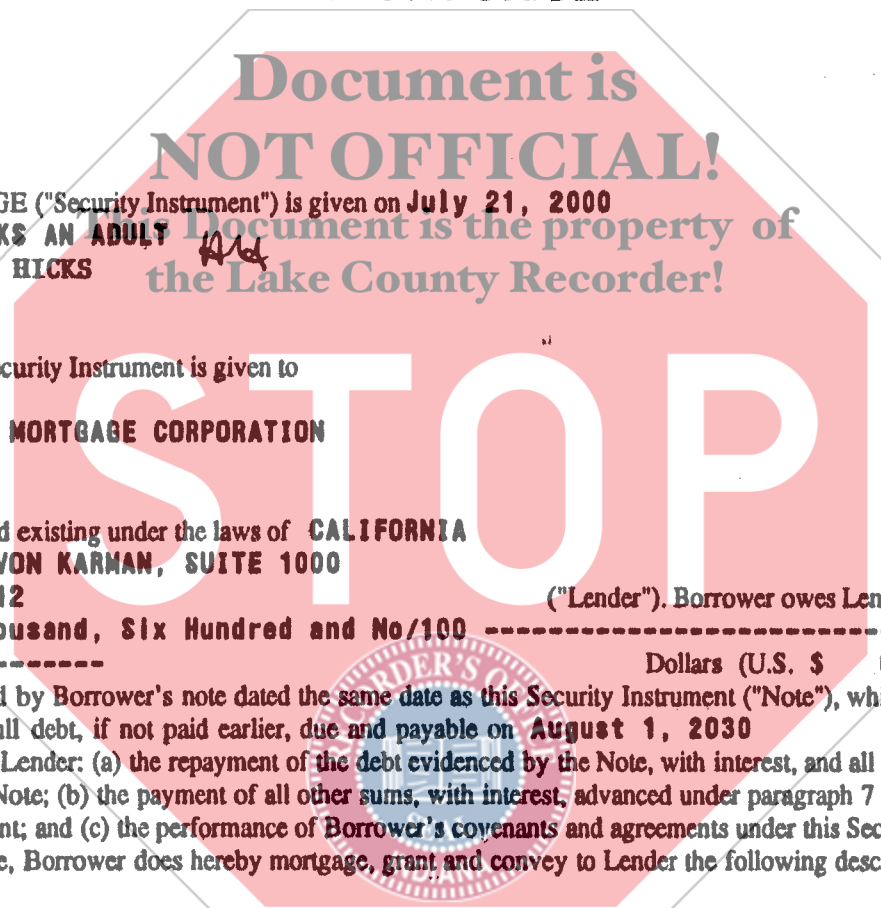 Document is
NOT OFFICIAL!
GE ("Security Instrument") is given on July 21, 2000
This Document is the property of
KS AN ADULT
HICKS
the Lake County Recorder!
curity Instrument is given to
STOP
MORTGAGE CORPORATION
d existing under the laws of CALIFORNIA
VON KARMAN, SUITE 1000
12 ("Lender"). Borrower owes Len
ousand, Six Hundred and No/100 ----------------------------
-------- Dollars (U.S. $
d by Borrower's note dated the same date as this Security Instrument ("Note"), whi
ull debt, if not paid earlier, due and payable on August 1, 2030
Lender: (a) the repayment of the debt evidenced by the Note, with interest, and all
Note; (b) the payment of all other sums, with interest, advanced under paragraph 7
nt; and (c) the performance of Borrower's covenants and agreements under this Sec
e, Borrower does hereby mortgage, grant and convey to Lender the following desc
RECORDER'S OF
SEAL
INDIANA